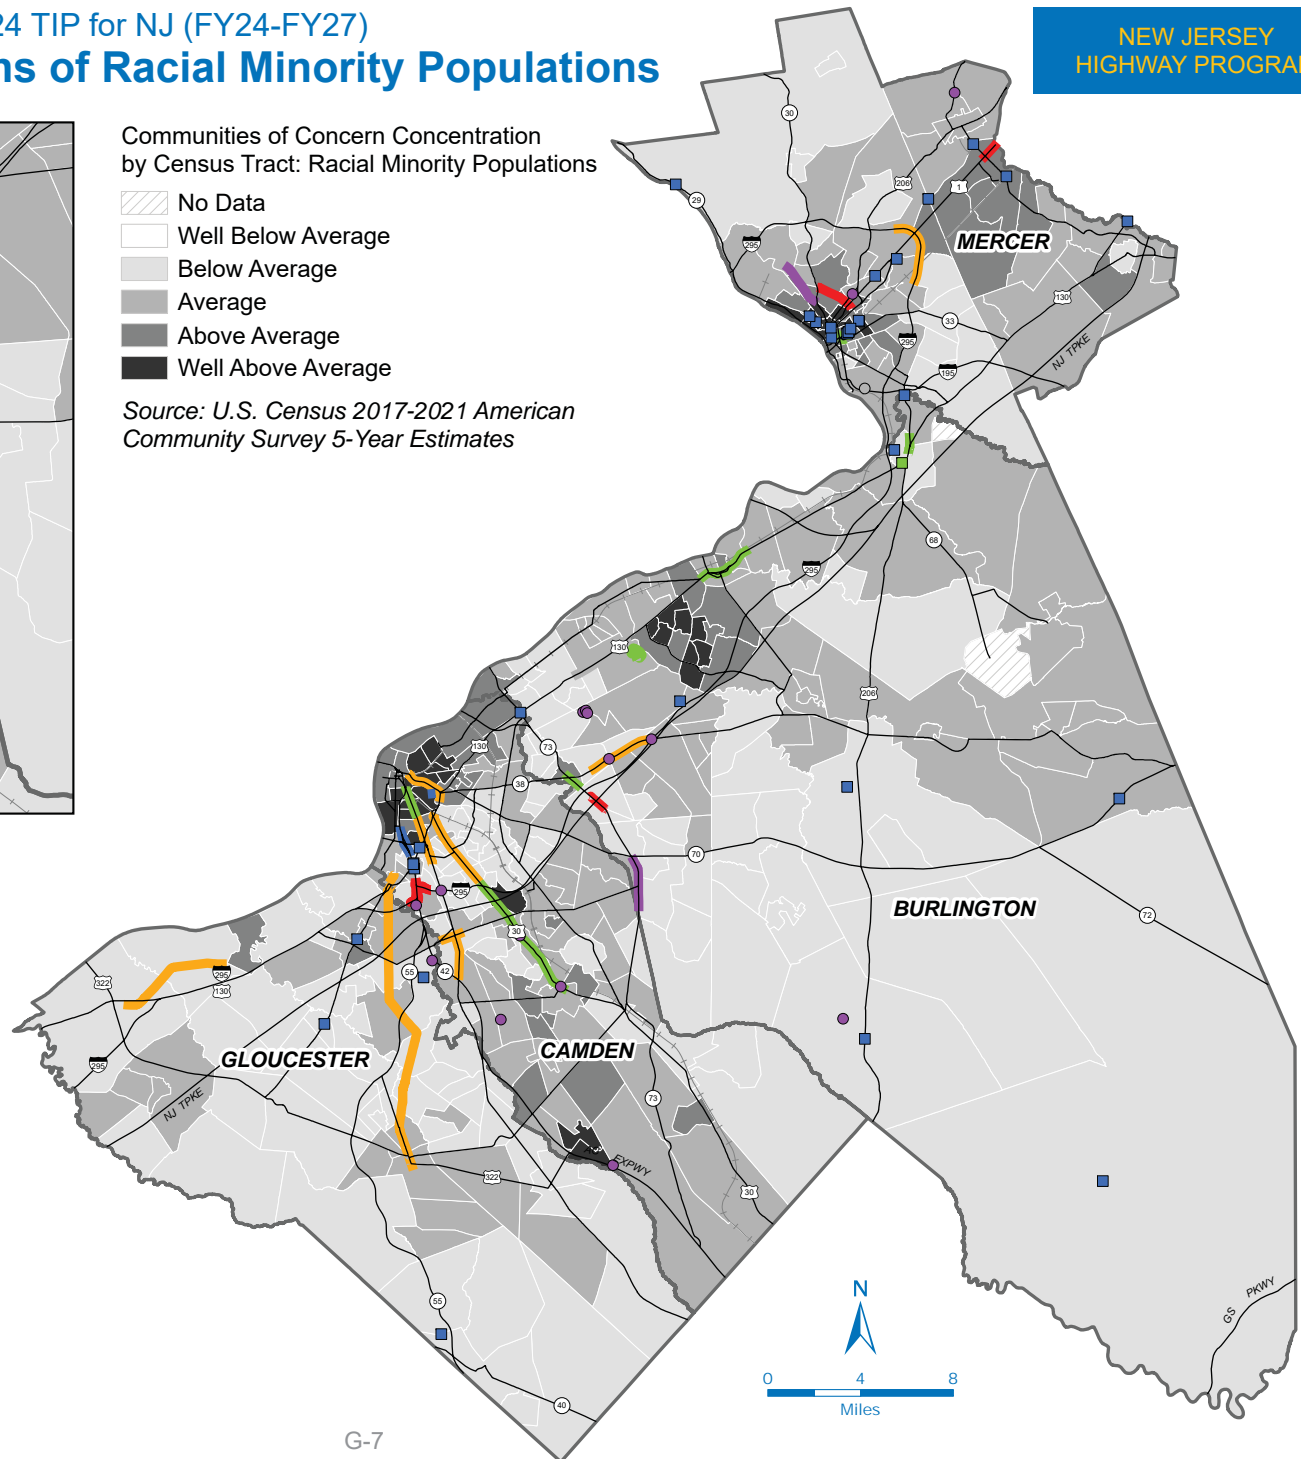 24 TIP for NJ (FY24-FY27)
ns of Racial Minority Populations
NEW JERSEY
HIGHWAY PROGRA
Communities of Concern Concentration
by Census Tract: Racial Minority Populations
No Data
Well Below Average
Below Average
Average
Above Average
Well Above Average
Source: U.S. Census 2017-2021 American
Community Survey 5-Year Estimates
30
29
206
1
295
MERCER
130
33
295
NJ TPKE
195
68
295
130
206
130
73
38
70
295
BURLINGTON
72
30
322
295
130
55
42
295
GLOUCESTER
CAMDEN
NJ TPKE
73
EXPWY
322
30
55
40
GS PKWY
N
0 4 8
Miles
G-7